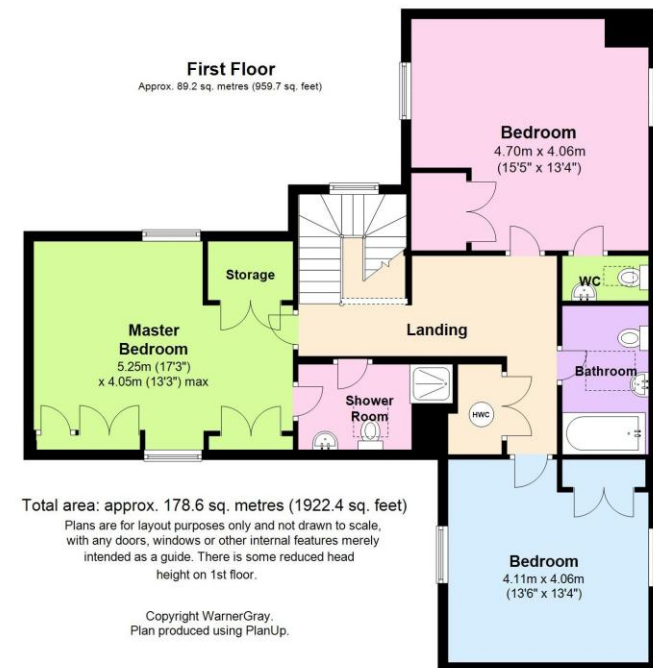 First Floor
Approx. 89.2 sq. metres (959.7 sq. feet)
Bedroom
4.70m x 4.06m
(15'5" x 13'4")
Storage
WC
Master
Bedroom
5.25m (17'3")
x 4.05m (13'3") max
Landing
Bathroom
Shower
Room
HWC
Total area: approx. 178.6 sq. metres (1922.4 sq. feet)
Plans are for layout purposes only and not drawn to scale,
with any doors, windows or other internal features merely
intended as a guide. There is some reduced head
height on 1st floor.
Bedroom
4.11m x 4.06m
(13'6" x 13'4")
Copyright WarnerGray.
Plan produced using PlanUp.